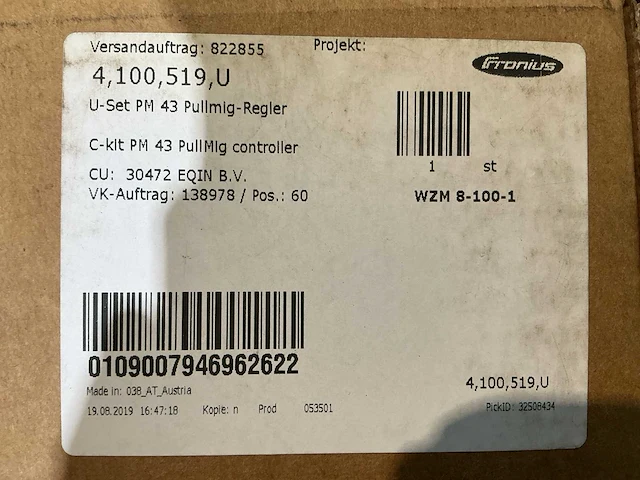 Versandauftrag: 822855 Projekt:
Fronius
4,100,519,U
U-Set PM 43 Pullmig-Regler
C-kit PM 43 PullMig controller
1 st
CU: 30472 EQIN B.V.
VK-Auftrag: 138978 / Pos.: 60
WZM 8-100-1
0109007946962622
4,100,519,U
Made in: 038_AT_Austria
19.08.2019 16:47:18 Kopie: n Prod 053501
PickID: 32508434